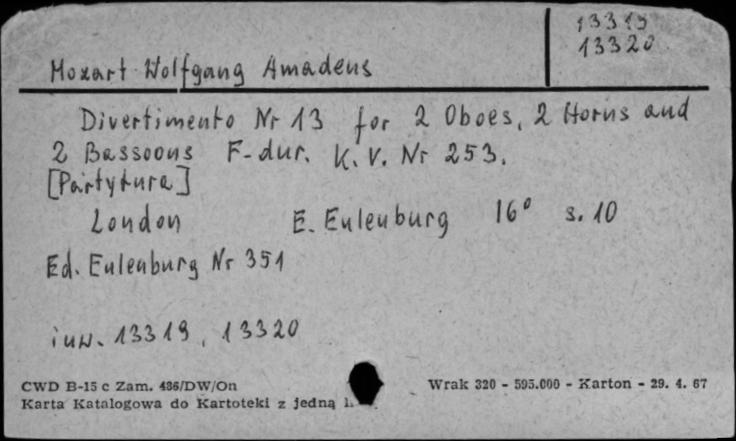 13319
13320
Mozart Wolfgang Amadeus
Divertimento Nr 13 for 2 Oboes, 2 Horns and
2 Bassoons F-dur. K.V. Nr 253.
[Partytura]
London E. Eulenburg 16° s. 10
Ed. Eulenburg Nr 351
inw. 13319, 13320
CWD B-15 c Zam. 436/DW/On Wrak 320 - 595.000 - Karton - 29. 4. 67
Karta Katalogowa do Kartoteki z jedną